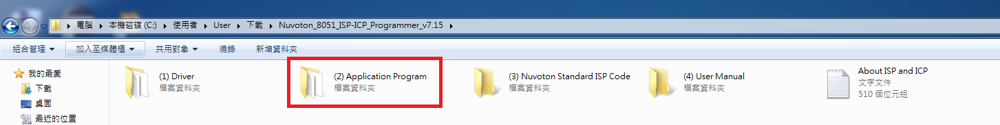 電腦 ▸ 本機磁碟 (C:) ▸ 使用者 ▸ User ▸ 下載 ▸ Nuvoton_8051_ISP-ICP_Programmer_v7.15 ▸
組合管理 ▼ 加入至媒體櫃 ▼ 共用對象 ▼ 燒錄 新增資料夾
我的最愛
下載
桌面
最近的位置
(1) Driver
檔案資料夾
(2) Application Program
檔案資料夾
(3) Nuvoton Standard ISP Code
檔案資料夾
(4) User Manual
檔案資料夾
About ISP and ICP
文字文件
510 個位元組